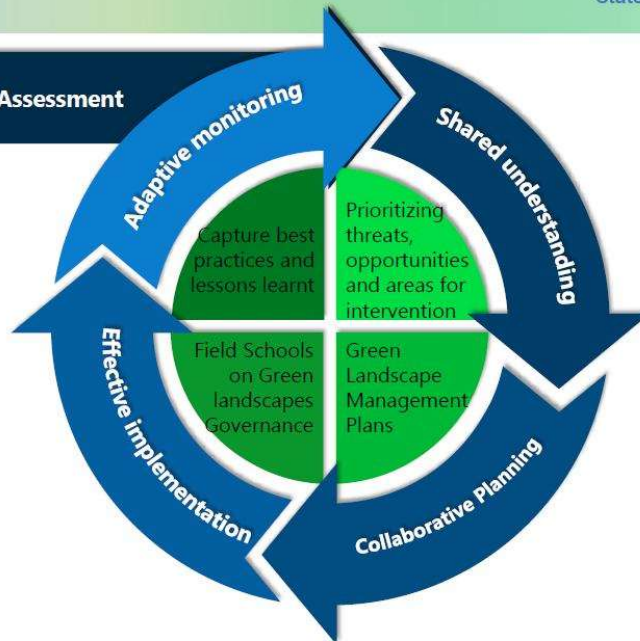 Assessment
Adaptive monitoring
Shared understanding
Capture best
practices and
lessons learnt
Prioritizing
threats,
opportunities
and areas for
intervention
Field Schools
on Green
landscapes
Governance
Green
Landscape
Management
Plans
Effective implementation
Collaborative Planning